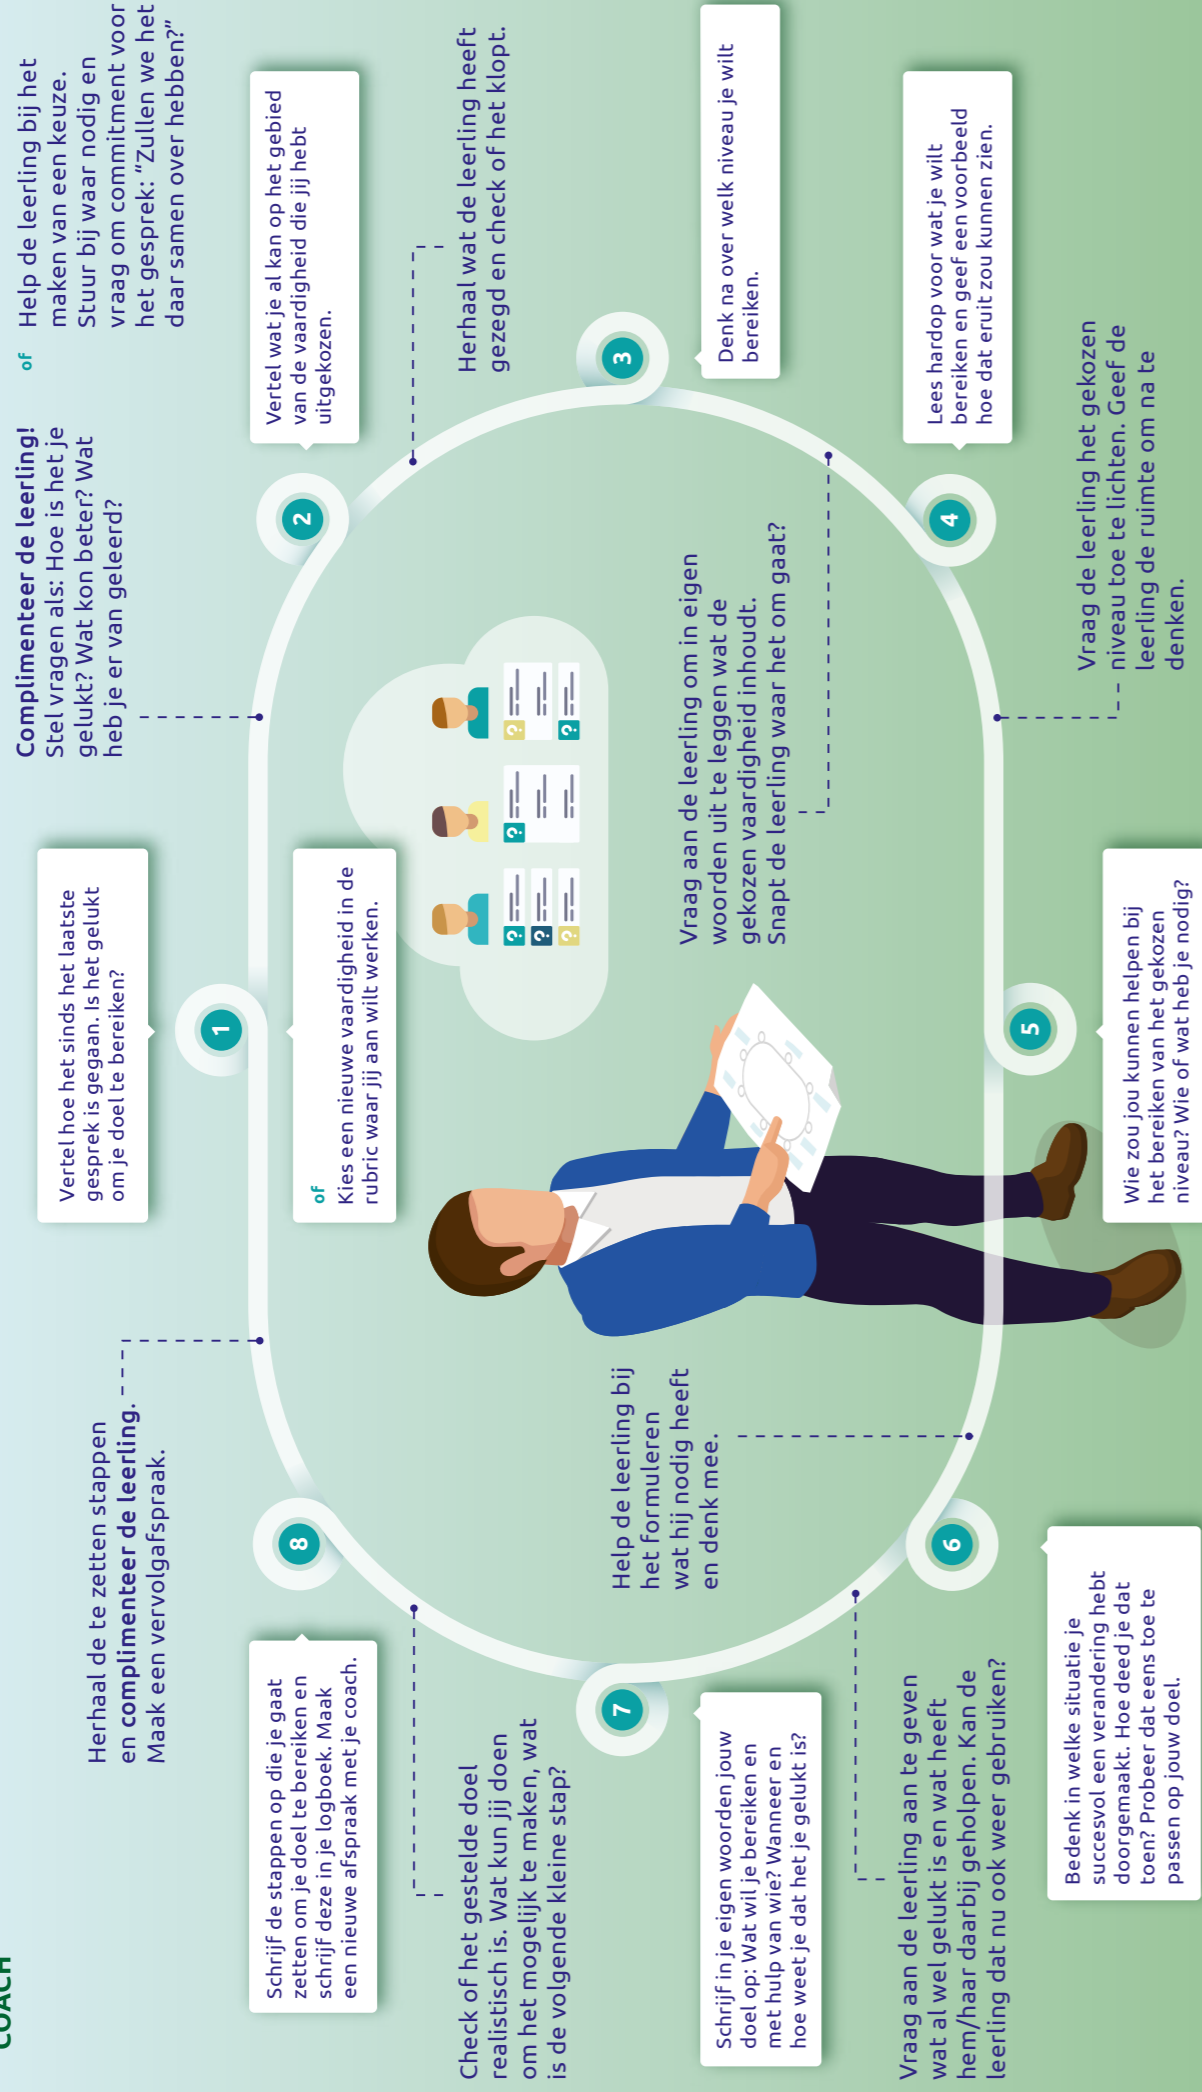 COACH
Vertel hoe het sinds het laatste
gesprek is gegaan. Is het gelukt
om je doel te bereiken?
1
of
Kies een nieuwe vaardigheid in de
rubric waar jij aan wilt werken.
Complimenteer de leerling!
Stel vragen als: Hoe is het je
gelukt? Wat kon beter? Wat
heb je er van geleerd?
of
Help de leerling bij het
maken van een keuze.
Stuur bij waar nodig en
vraag om commitment voor
het gesprek: “Zullen we het
daar samen over hebben?”
2
Vertel wat je al kan op het gebied
van de vaardigheid die jij hebt
uitgekozen.
Herhaal wat de leerling heeft
gezegd en check of het klopt.
3
Denk na over welk niveau je wilt
bereiken.
Vraag aan de leerling om in eigen
woorden uit te leggen wat de
gekozen vaardigheid inhoudt.
Snapt de leerling waar het om gaat?
4
Lees hardop voor wat je wilt
bereiken en geef een voorbeeld
hoe dat eruit zou kunnen zien.
Vraag de leerling het gekozen
niveau toe te lichten. Geef de
leerling de ruimte om na te
denken.
5
Wie zou jou kunnen helpen bij
het bereiken van het gekozen
niveau? Wie of wat heb je nodig?
Help de leerling bij
het formuleren
wat hij nodig heeft
en denk mee.
6
Bedenk in welke situatie je
succesvol een verandering hebt
doorgemaakt. Hoe deed je dat
toen? Probeer dat eens toe te
passen op jouw doel.
Vraag aan de leerling aan te geven
wat al wel gelukt is en wat heeft
hem/haar daarbij geholpen. Kan de
leerling dat nu ook weer gebruiken?
7
Schrijf in je eigen woorden jouw
doel op: Wat wil je bereiken en
met hulp van wie? Wanneer en
hoe weet je dat het je gelukt is?
Check of het gestelde doel
realistisch is. Wat kun jij doen
om het mogelijk te maken, wat
is de volgende kleine stap?
8
Schrijf de stappen op die je gaat
zetten om je doel te bereiken en
schrijf deze in je logboek. Maak
een nieuwe afspraak met je coach.
Herhaal de te zetten stappen
en complimenteer de leerling.
Maak een vervolgafspraak.
?
?
?
?
?
?